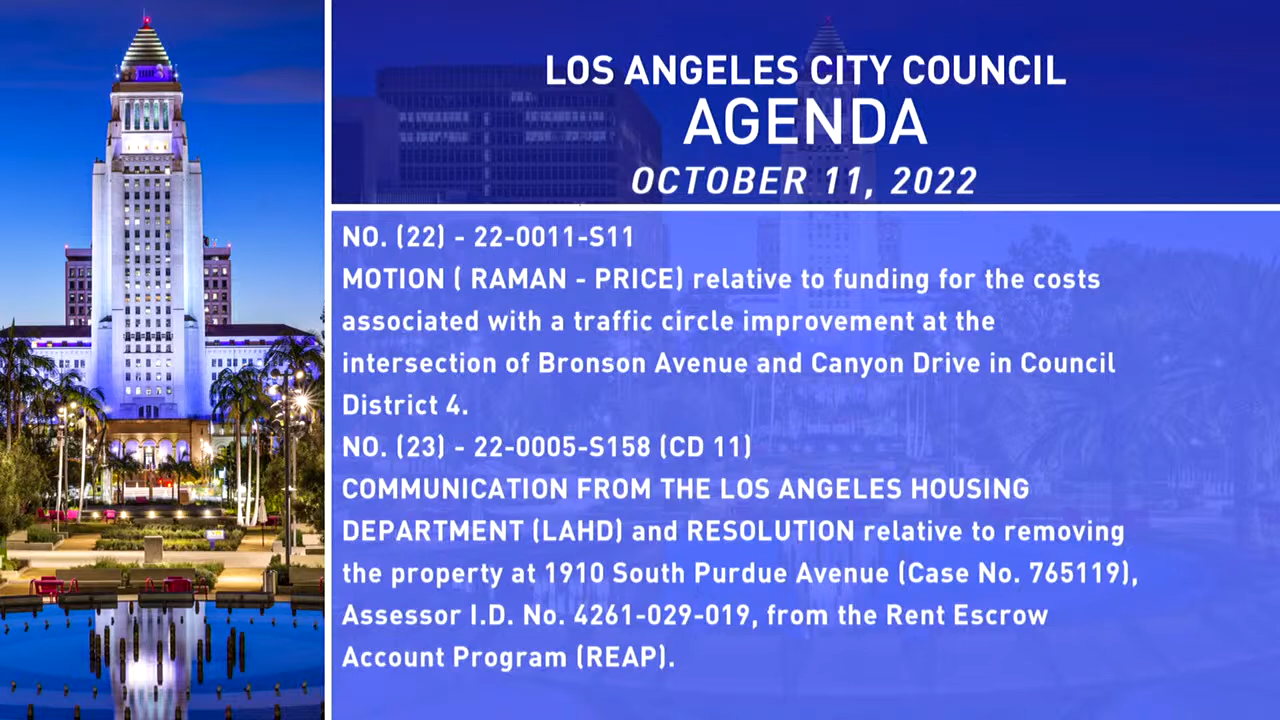 LOS ANGELES CITY COUNCIL
AGENDA
OCTOBER 11, 2022
NO. (22) - 22-0011-S11
MOTION ( RAMAN - PRICE) relative to funding for the costs
associated with a traffic circle improvement at the
intersection of Bronson Avenue and Canyon Drive in Council
District 4.
NO. (23) - 22-0005-S158 (CD 11)
COMMUNICATION FROM THE LOS ANGELES HOUSING
DEPARTMENT (LAHD) and RESOLUTION relative to removing
the property at 1910 South Purdue Avenue (Case No. 765119),
Assessor I.D. No. 4261-029-019, from the Rent Escrow
Account Program (REAP).